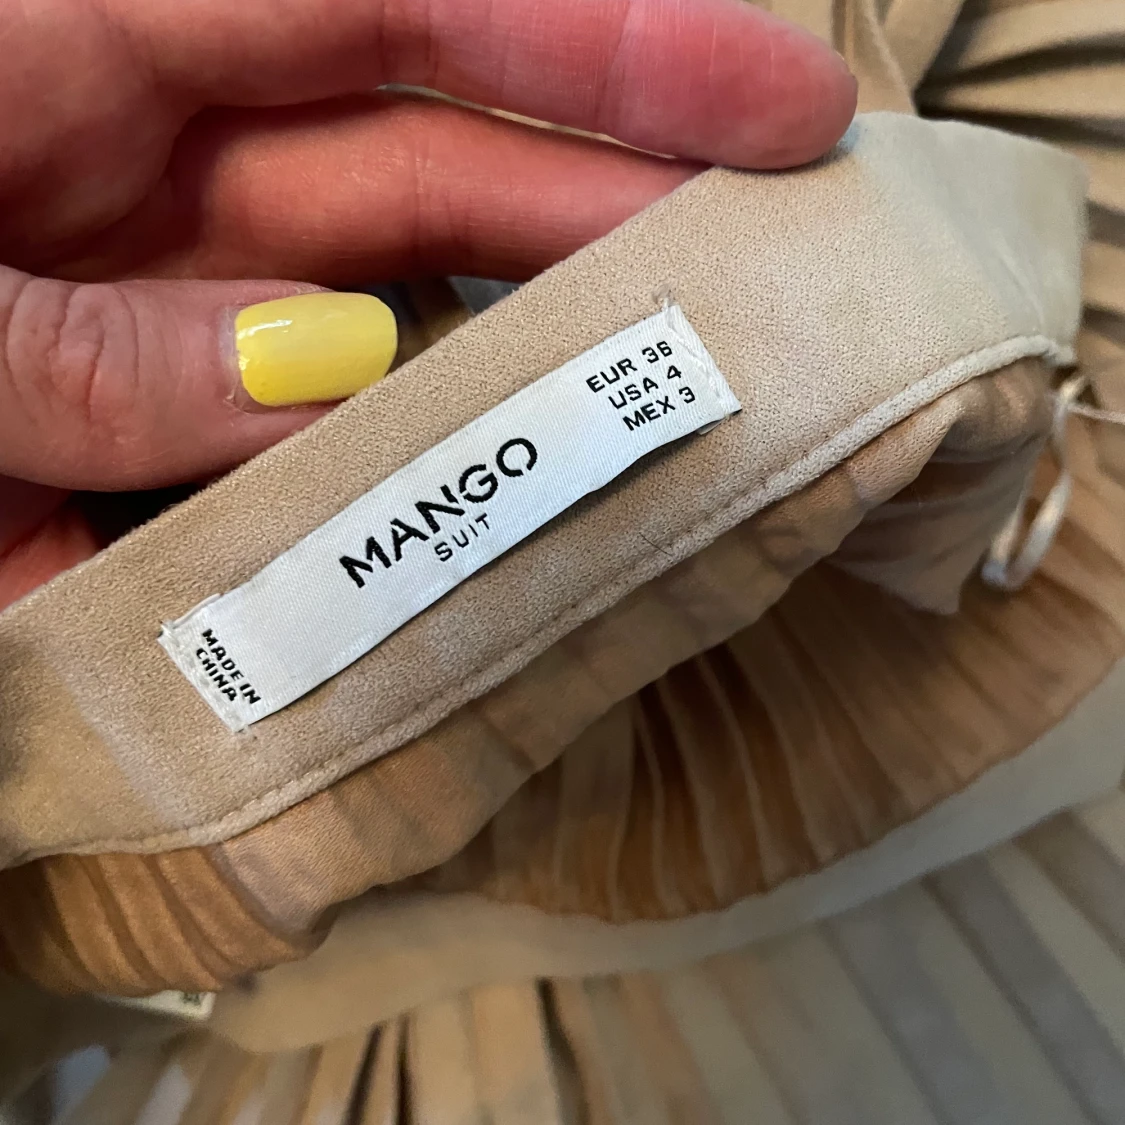 MANGO
SUIT
EUR 36
USA 4
MEX 3
MADE IN
CHINA